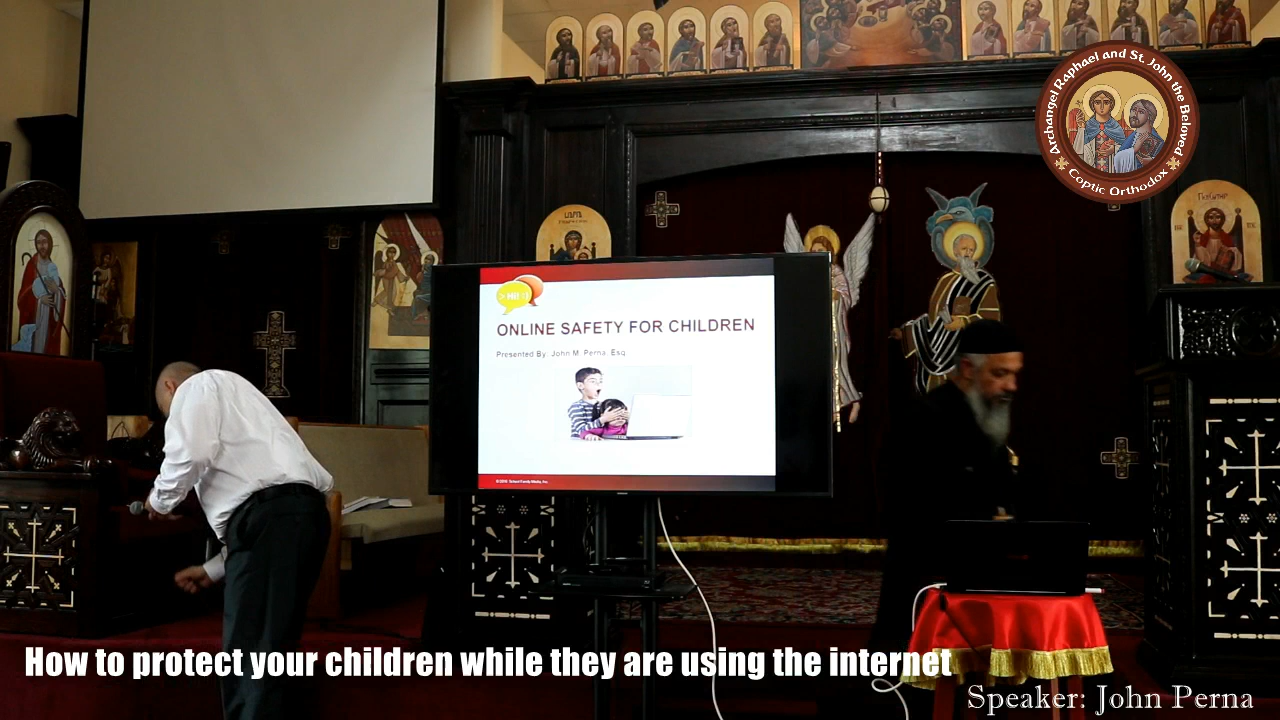 Archangel Raphael and St John the Beloved
Coptic Orthodox
Hi!
ONLINE SAFETY FOR CHILDREN
Presented By: John M. Perna, Esq.
How to protect your children while they are using the internet
Speaker: John Perna